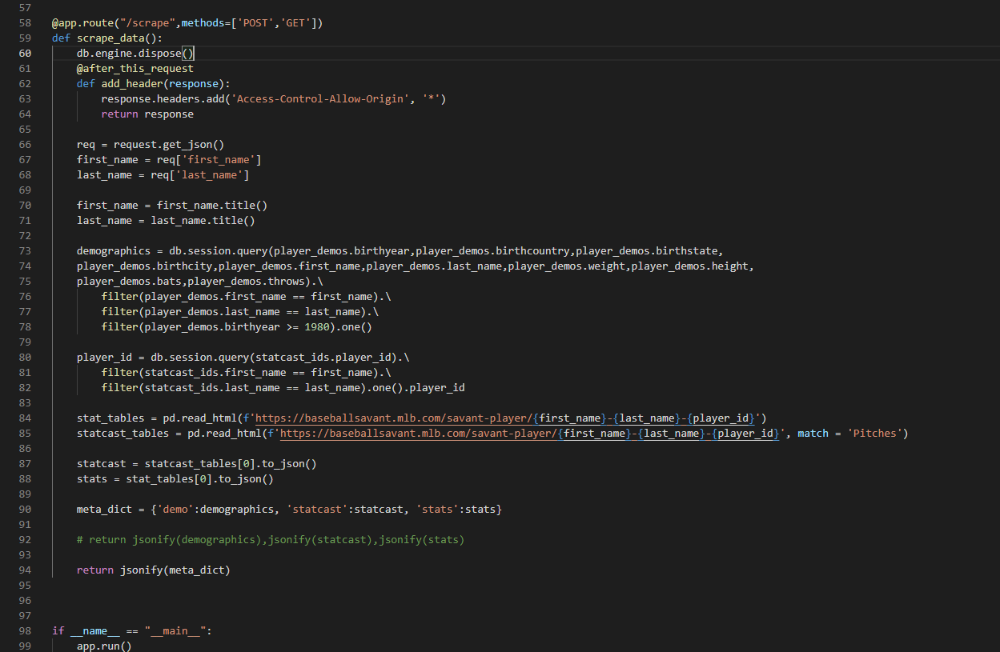 57
58 @app.route("/scrape",methods=['POST','GET'])
59 def scrape_data():
60     db.engine.dispose()
61     @after_this_request
62     def add_header(response):
63         response.headers.add('Access-Control-Allow-Origin', '*')
64         return response
65
66     req = request.get_json()
67     first_name = req['first_name']
68     last_name = req['last_name']
69
70     first_name = first_name.title()
71     last_name = last_name.title()
72
73     demographics = db.session.query(player_demos.birthyear,player_demos.birthcountry,player_demos.birthstate,
74     player_demos.birthcity,player_demos.first_name,player_demos.last_name,player_demos.weight,player_demos.height,
75     player_demos.bats,player_demos.throws).\
76         filter(player_demos.first_name == first_name).\
77         filter(player_demos.last_name == last_name).\
78         filter(player_demos.birthyear >= 1980).one()
79
80     player_id = db.session.query(statcast_ids.player_id).\
81         filter(statcast_ids.first_name == first_name).\
82         filter(statcast_ids.last_name == last_name).one().player_id
83
84     stat_tables = pd.read_html(f'https://baseballsavant.mlb.com/savant-player/{first_name}-{last_name}-{player_id}')
85     statcast_tables = pd.read_html(f'https://baseballsavant.mlb.com/savant-player/{first_name}-{last_name}-{player_id}', match = 'Pitches')
86
87     statcast = statcast_tables[0].to_json()
88     stats = stat_tables[0].to_json()
89
90     meta_dict = {'demo':demographics, 'statcast':statcast, 'stats':stats}
91
92     # return jsonify(demographics),jsonify(statcast),jsonify(stats)
93
94     return jsonify(meta_dict)
95
96
97
98 if __name__ == "__main__":
99     app.run()